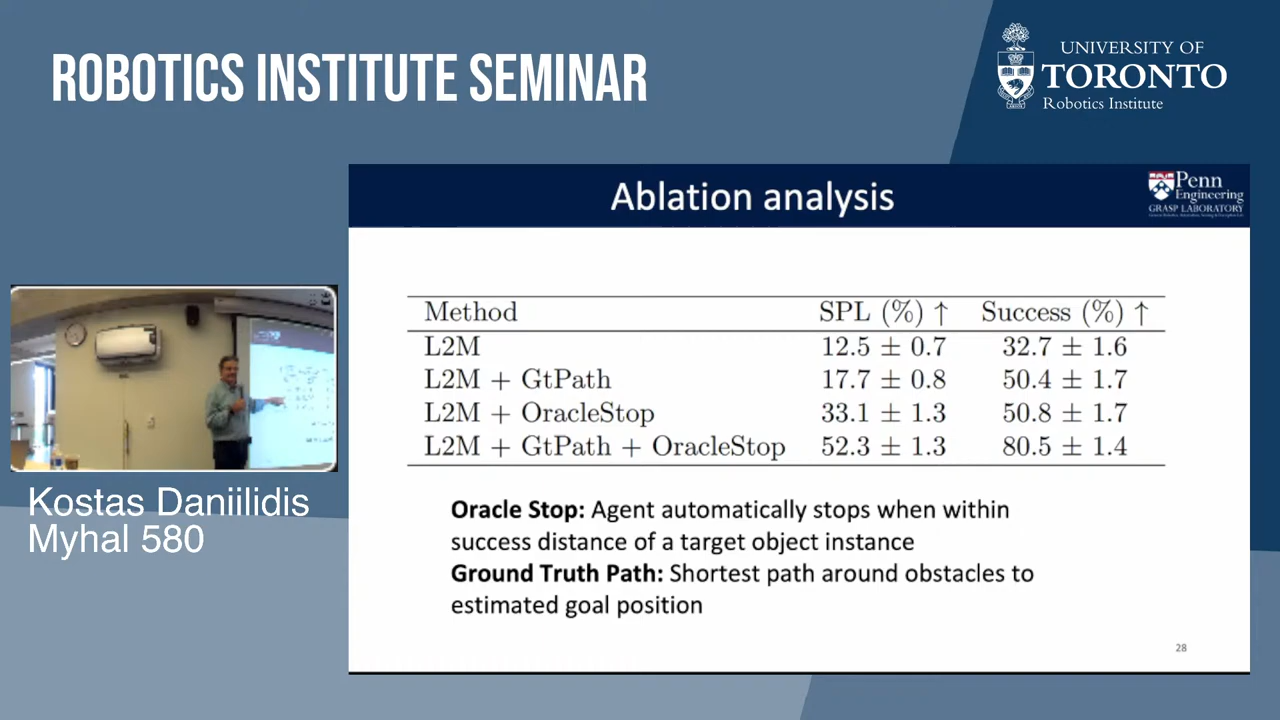 ROBOTICS INSTITUTE SEMINAR
UNIVERSITY OF
TORONTO
Robotics Institute
Ablation analysis
Penn
Engineering
GRASP LABORATORY
Method SPL (%) ↑ Success (%) ↑
L2M 12.5 ± 0.7 32.7 ± 1.6
L2M + GtPath 17.7 ± 0.8 50.4 ± 1.7
L2M + OracleStop 33.1 ± 1.3 50.8 ± 1.7
L2M + GtPath + OracleStop 52.3 ± 1.3 80.5 ± 1.4
Oracle Stop: Agent automatically stops when within
success distance of a target object instance
Ground Truth Path: Shortest path around obstacles to
estimated goal position
28
Kostas Daniilidis
Myhal 580